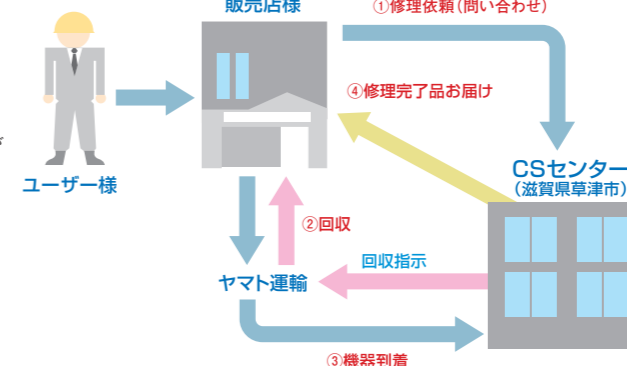 販売店様
①修理依頼（問い合わせ）
④修理完了品お届け
ユーザー様
CSセンター
（滋賀県草津市）
②回収
回収指示
ヤマト運輸
③機器到着